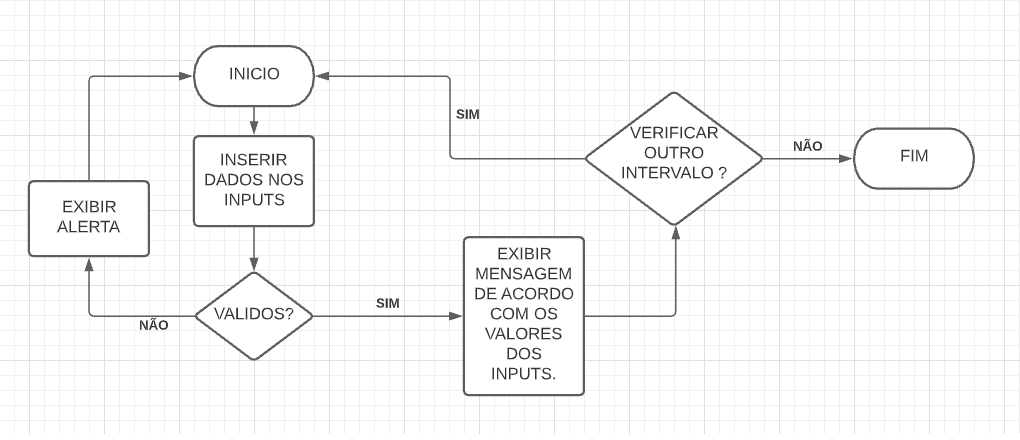 INICIO
INSERIR
DADOS NOS
INPUTS
VALIDOS?
NÃO
EXIBIR
ALERTA
SIM
EXIBIR
MENSAGEM
DE ACORDO
COM OS
VALORES
DOS
INPUTS.
VERIFICAR
OUTRO
INTERVALO ?
SIM
NÃO
FIM